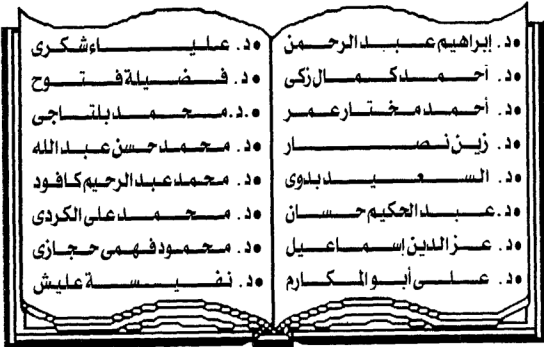 • د. إبراهيم عبد الرحمن
• د. أحمد كمال زكى
• د. أحمد مختار عمر
• د. زين نصار
• د. السعيد بدوى
• د. عبد الحكيم حسان
• د. عز الدين إسماعيل
• د. على أبو المكارم
• د. علياء شكرى
• د. فضيلة فتوح
• د. محمد بلتاجى
• د. محمد حسن عبد الله
• د. محمد عبد الرحيم كافود
• د. محمد على الكردى
• د. محمود فهمى حجازى
• د. نفيسة عليش